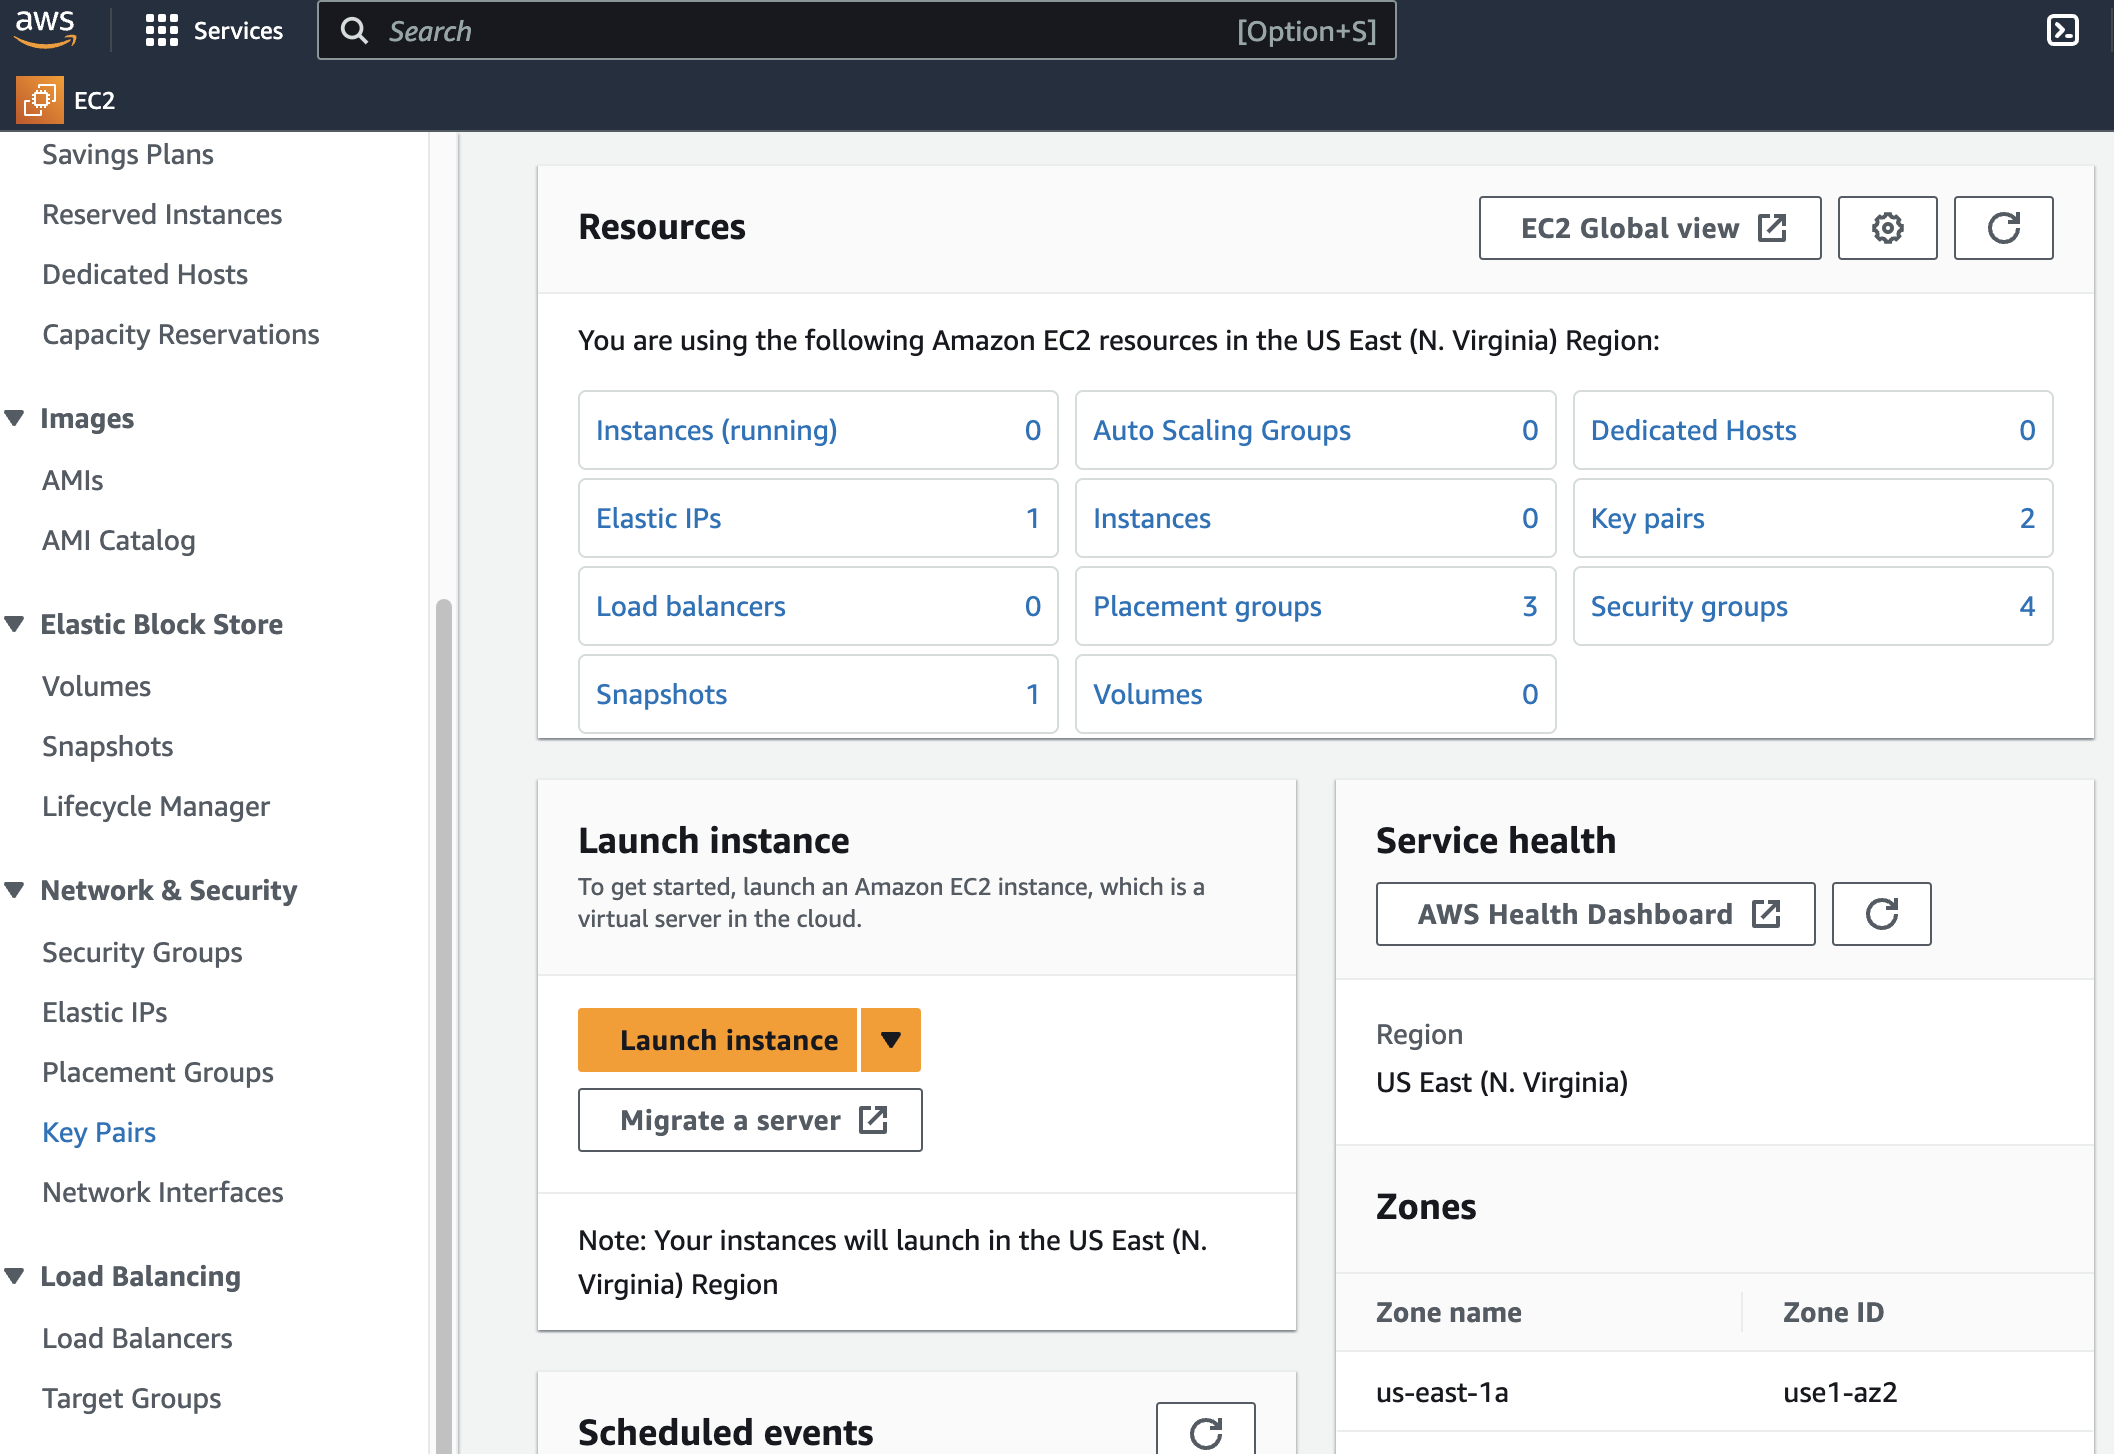 aws
Services
Search
[Option+S]
EC2
Savings Plans
Reserved Instances
Dedicated Hosts
Capacity Reservations
Images
AMIs
AMI Catalog
Elastic Block Store
Volumes
Snapshots
Lifecycle Manager
Network & Security
Security Groups
Elastic IPs
Placement Groups
Key Pairs
Network Interfaces
Load Balancing
Load Balancers
Target Groups
Resources
EC2 Global view
You are using the following Amazon EC2 resources in the US East (N. Virginia) Region:
Instances (running) 0
Auto Scaling Groups 0
Dedicated Hosts 0
Elastic IPs 1
Instances 0
Key pairs 2
Load balancers 0
Placement groups 3
Security groups 4
Snapshots 1
Volumes 0
Launch instance
To get started, launch an Amazon EC2 instance, which is a
virtual server in the cloud.
Launch instance
Migrate a server
Note: Your instances will launch in the US East (N.
Virginia) Region
Scheduled events
Service health
AWS Health Dashboard
Region
US East (N. Virginia)
Zones
Zone name Zone ID
us-east-1a use1-az2